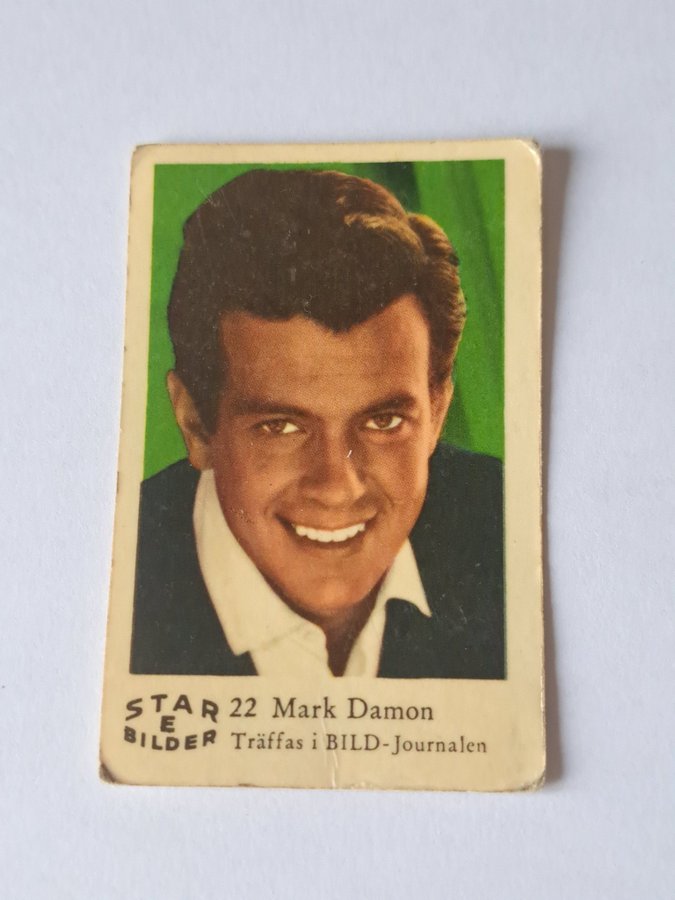 STAR
E
BILDER
22 Mark Damon
Träffas i BILD-Journalen